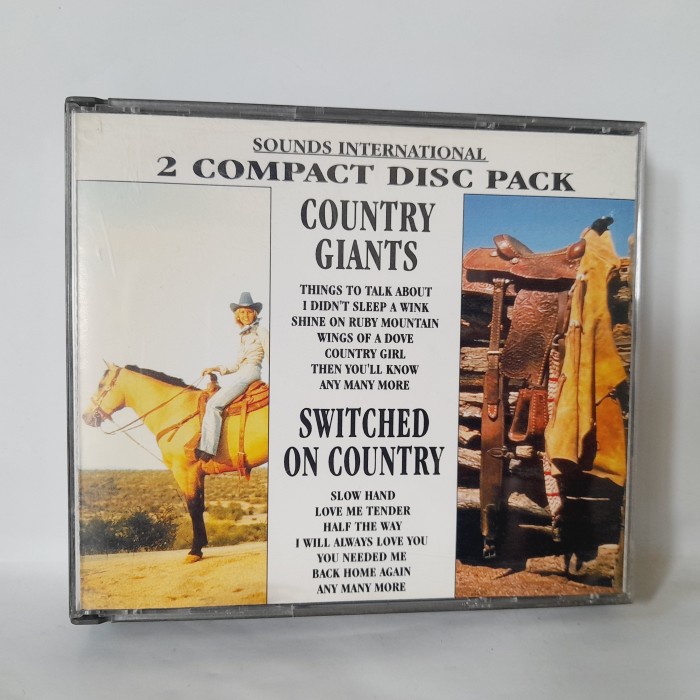 SOUNDS INTERNATIONAL
2 COMPACT DISC PACK
COUNTRY
GIANTS
THINGS TO TALK ABOUT
I DIDN'T SLEEP A WINK
SHINE ON RUBY MOUNTAIN
WINGS OF A DOVE
COUNTRY GIRL
THEN YOU'LL KNOW
ANY MANY MORE
SWITCHED
ON COUNTRY
SLOW HAND
LOVE ME TENDER
HALF THE WAY
I WILL ALWAYS LOVE YOU
YOU NEEDED ME
BACK HOME AGAIN
ANY MANY MORE